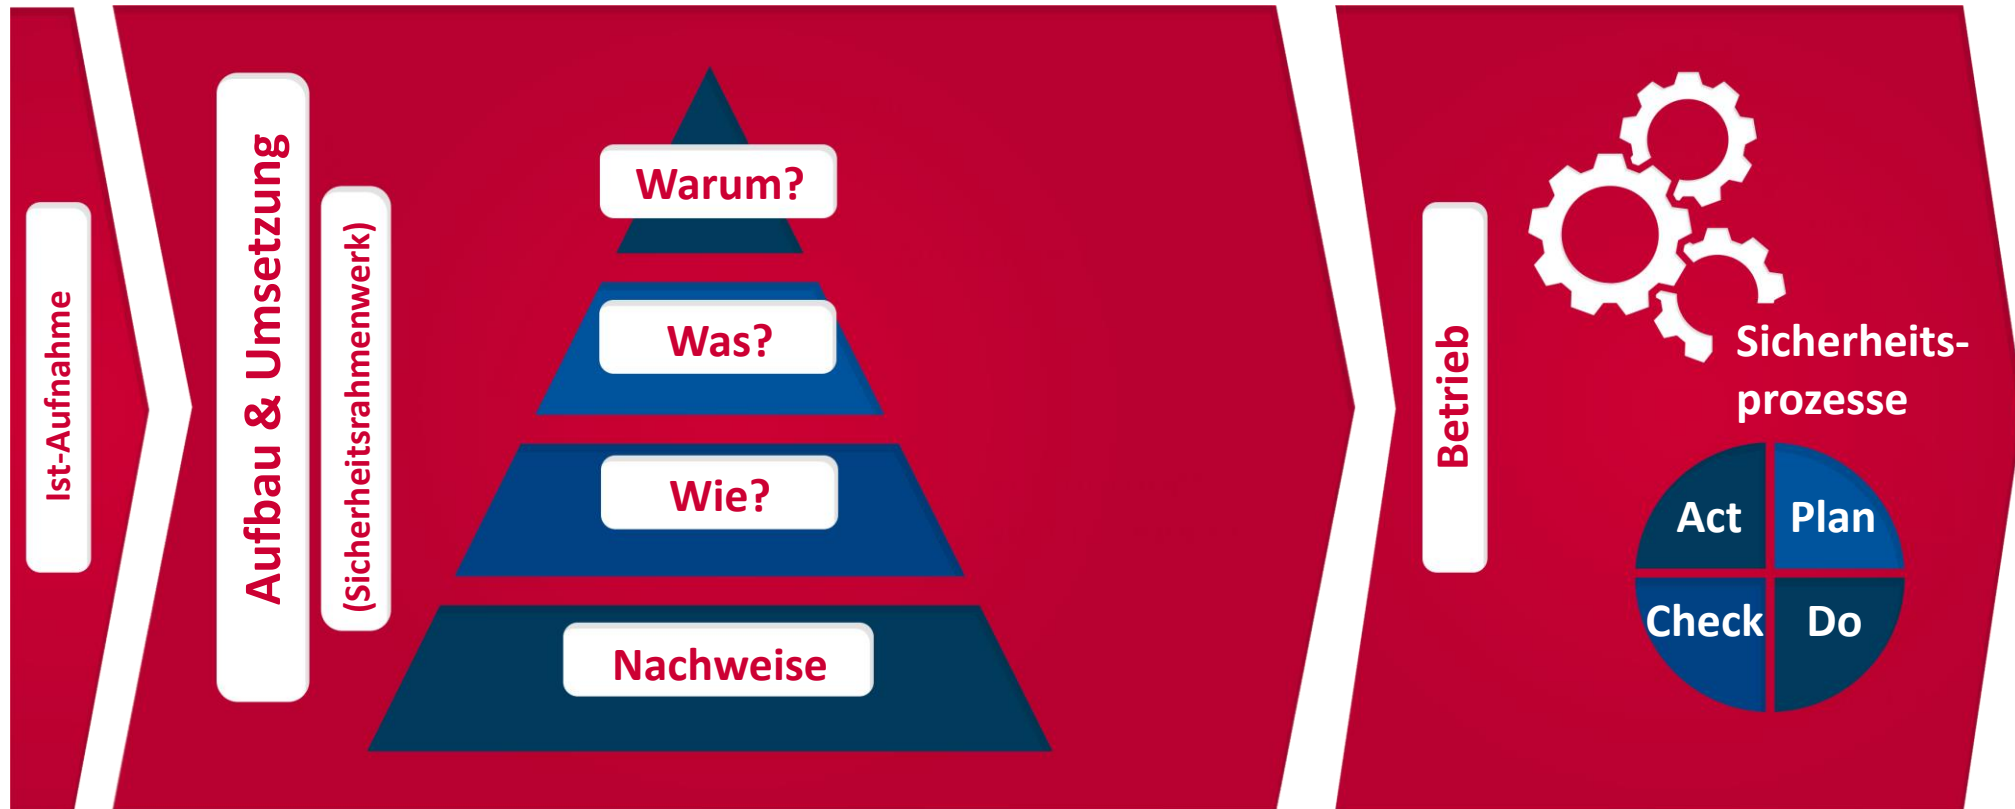 Ist-Aufnahme
Aufbau & Umsetzung
(Sicherheitsrahmenwerk)
Warum?
Was?
Wie?
Nachweise
Betrieb
Sicherheits-
prozesse
Act
Plan
Check
Do